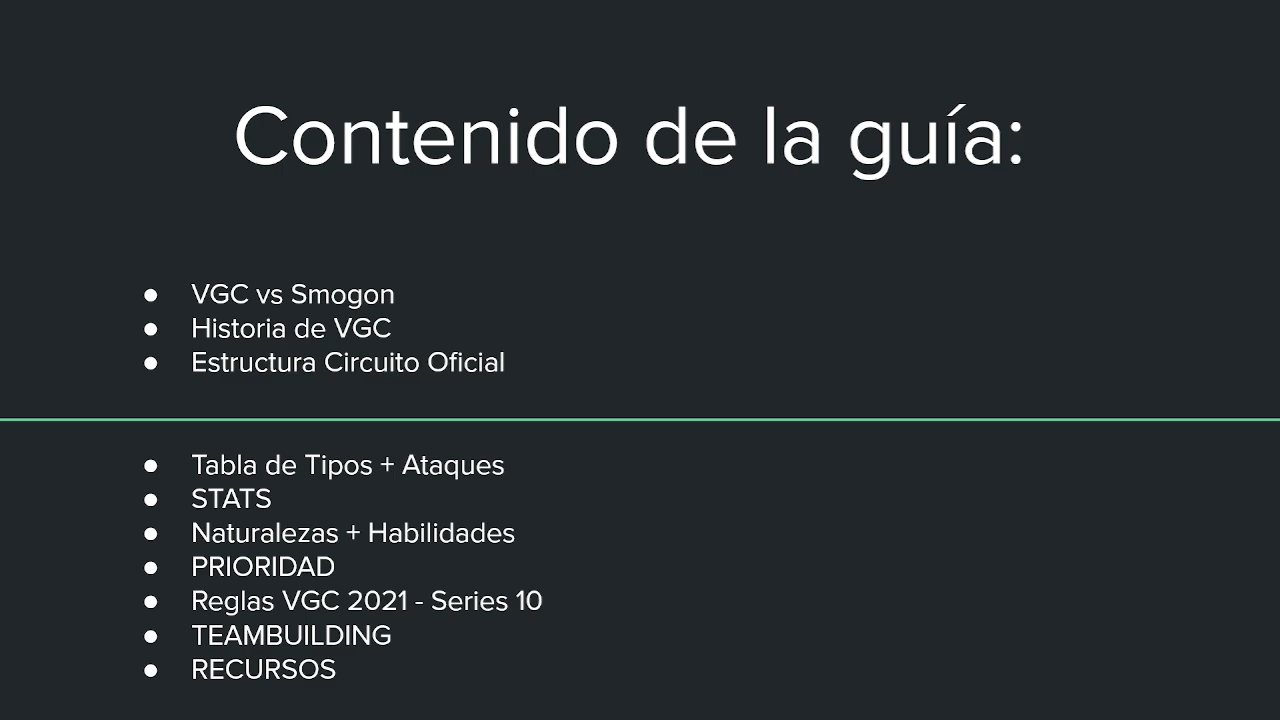 Contenido de la guía:
● VGC vs Smogon
● Historia de VGC
● Estructura Circuito Oficial
● Tabla de Tipos + Ataques
● STATS
● Naturalezas + Habilidades
● PRIORIDAD
● Reglas VGC 2021 - Series 10
● TEAMBUILDING
● RECURSOS